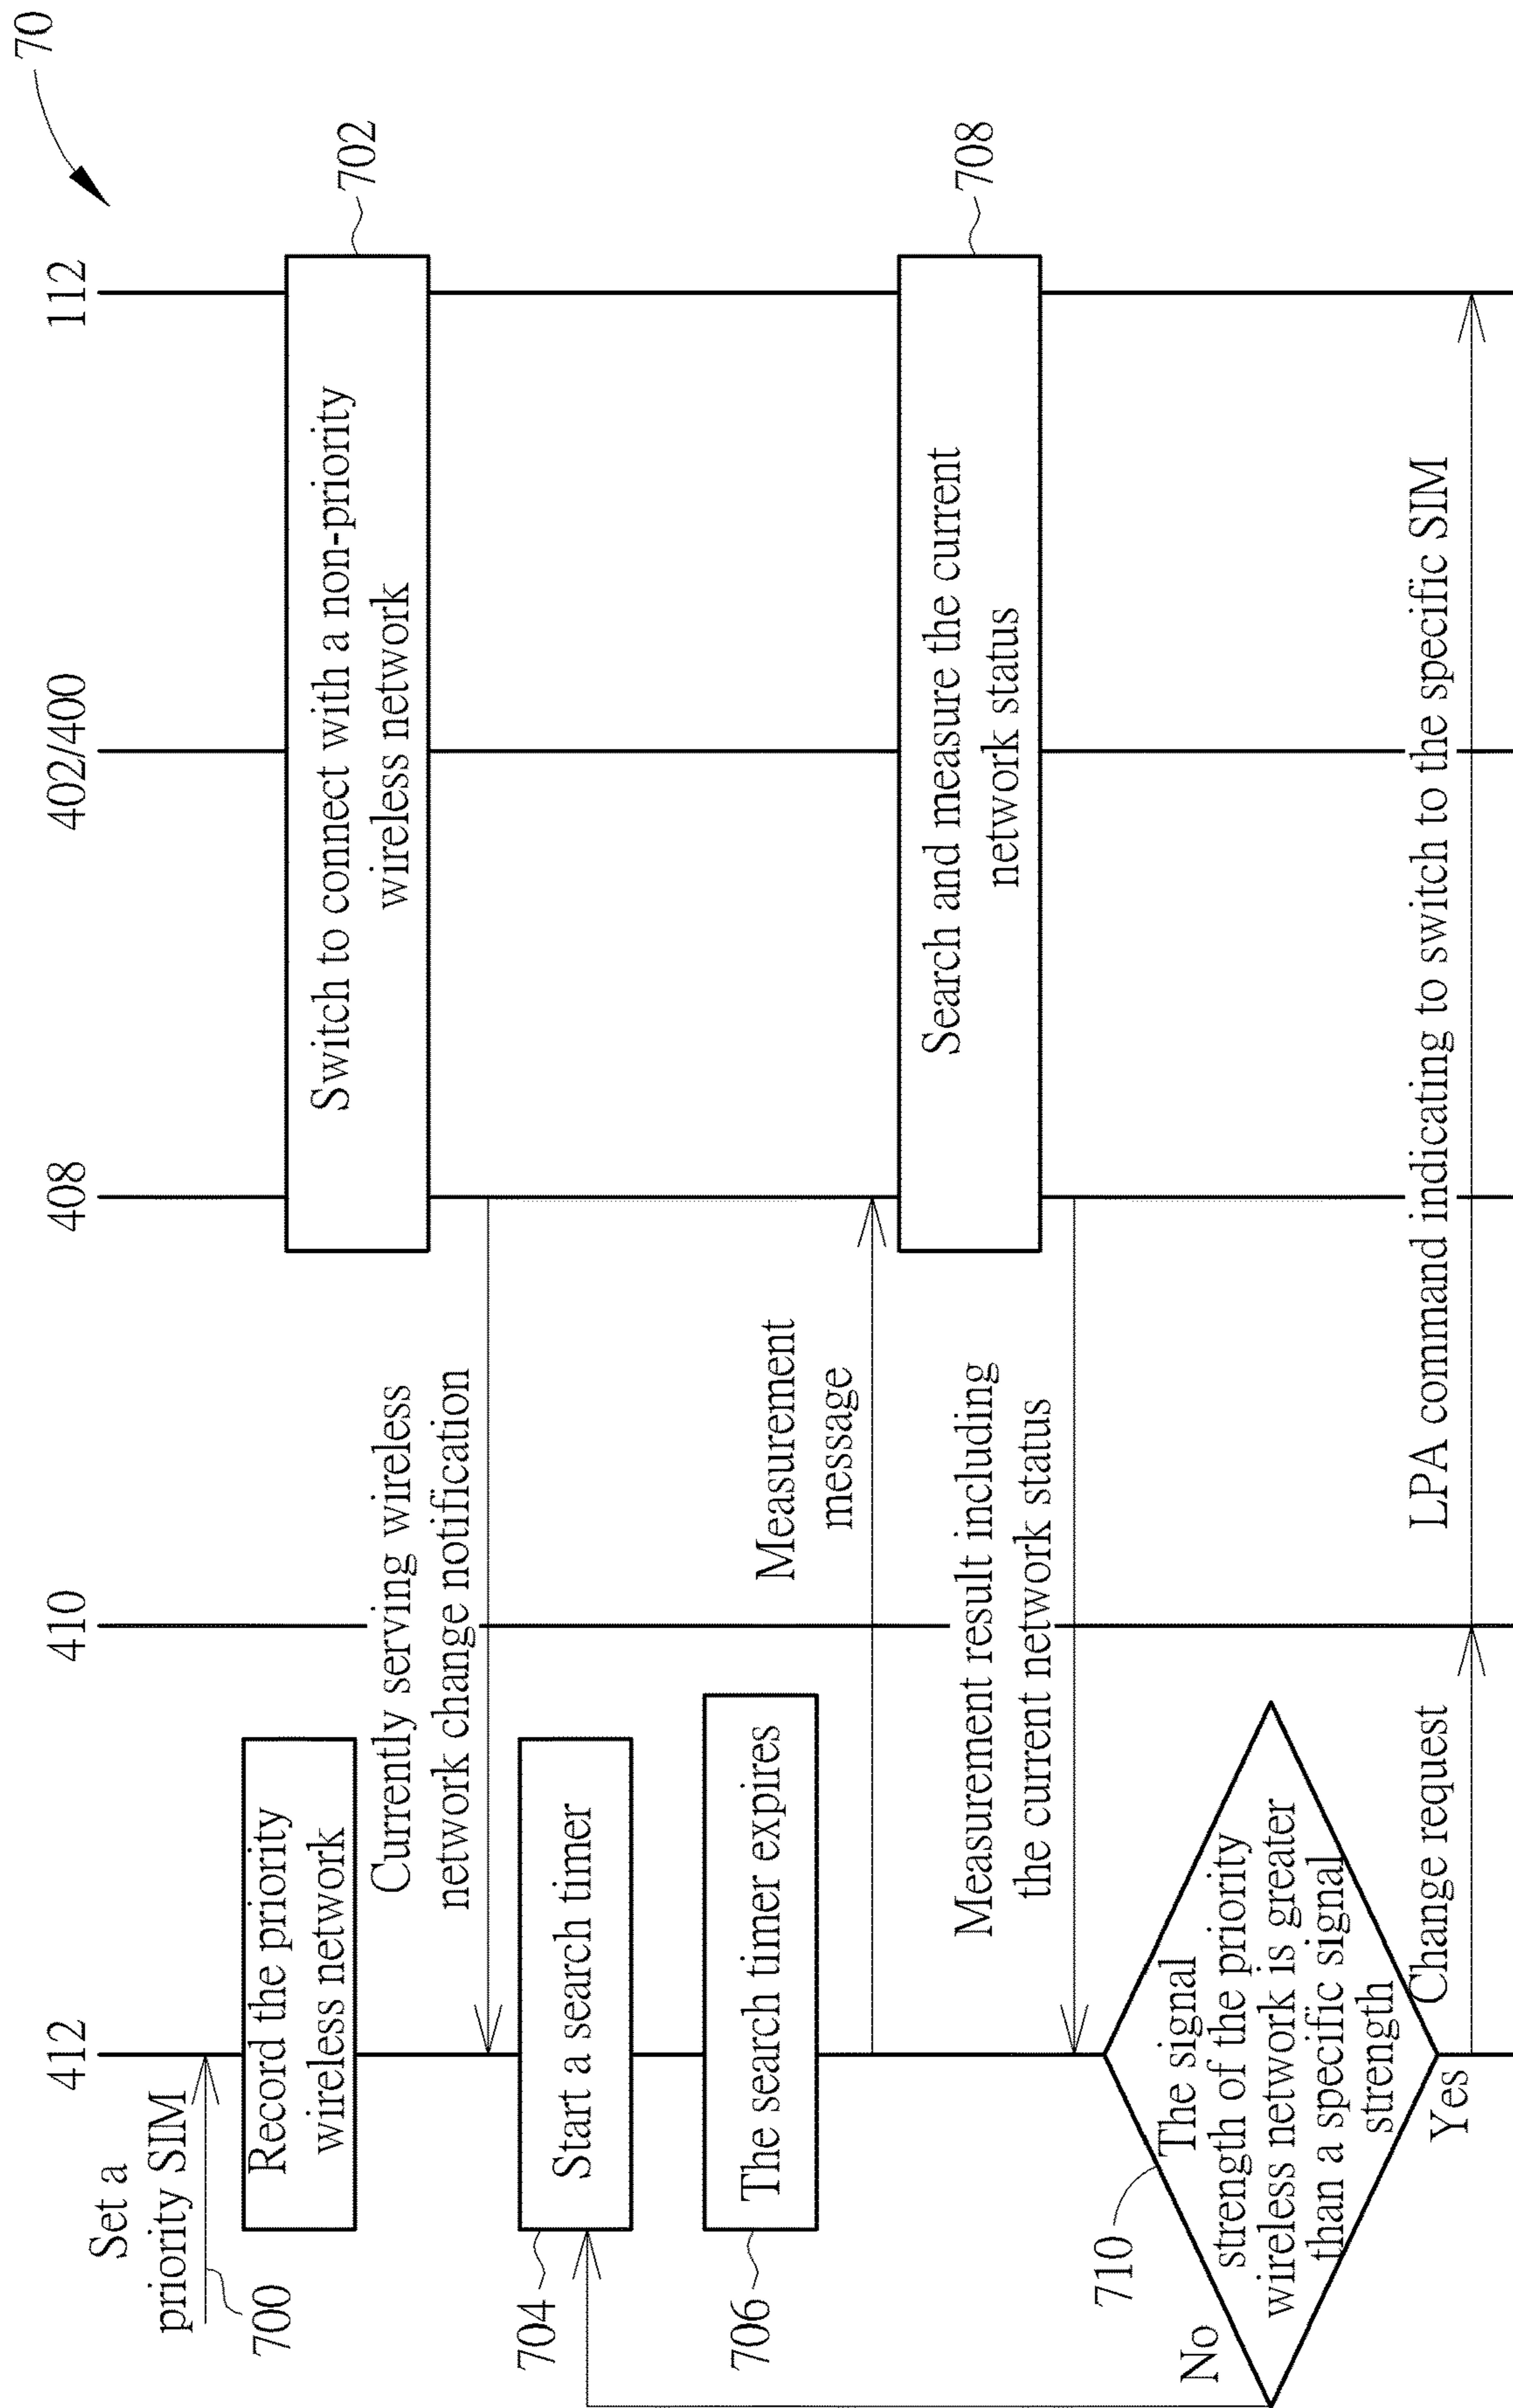 70
412
410
408
402/400
112
Set a
priority SIM
700
Record the priority
wireless network
Switch to connect with a non-priority
wireless network
702
Currently serving wireless
network change notification
704
Start a search timer
706
The search timer expires
Measurement
message
Search and measure the current
network status
708
Measurement result including
the current network status
710
The signal
strength of the priority
wireless network is greater
than a specific signal
strength
No
Yes
Change request
LPA command indicating to switch to the specific SIM